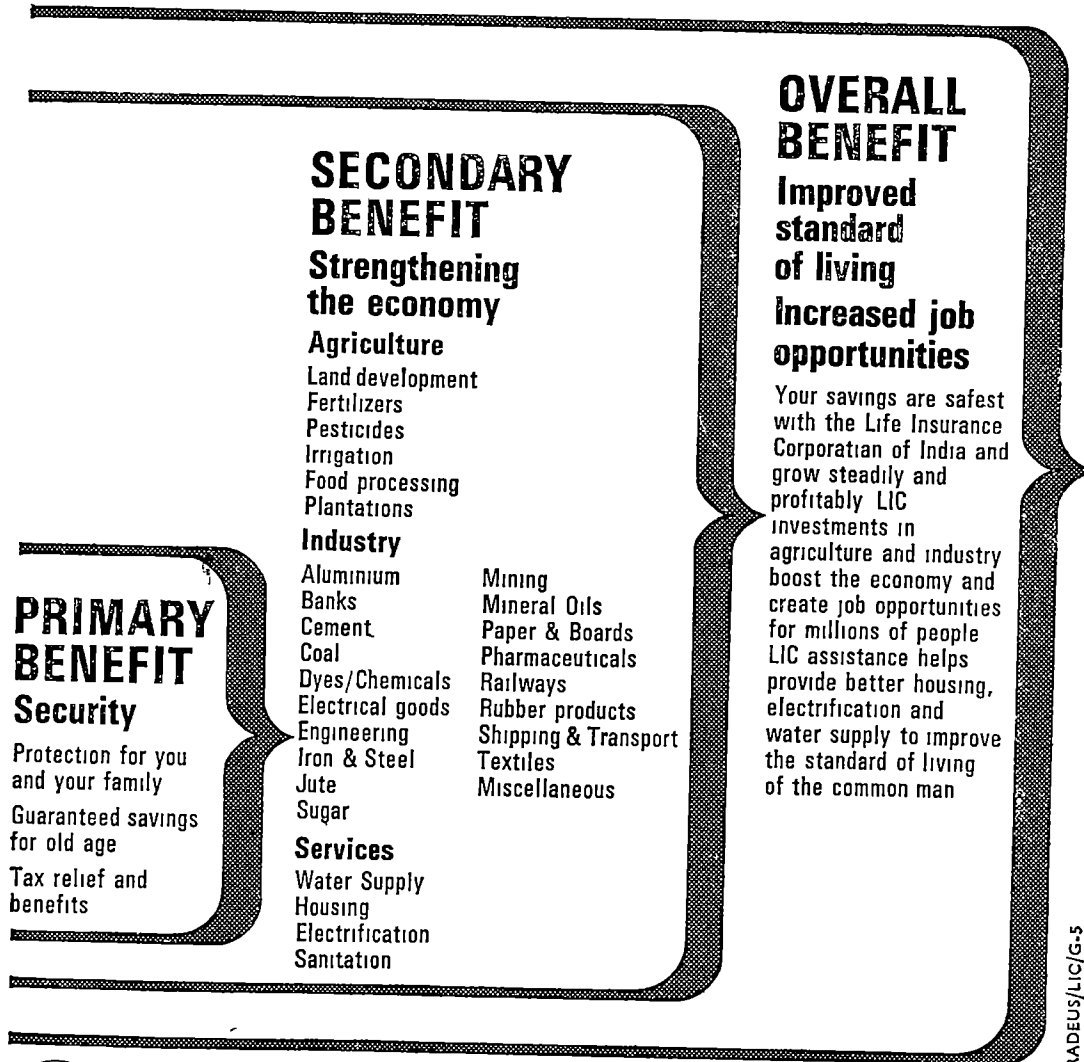 PRIMARY
BENEFIT
Security
Protection for you
and your family
Guaranteed savings
for old age
Tax relief and
benefits
SECONDARY
BENEFIT
Strengthening
the economy
Agriculture
Land development
Fertilizers
Pesticides
Irrigation
Food processing
Plantations
Industry
Aluminium
Banks
Cement
Coal
Dyes/Chemicals
Electrical goods
Engineering
Iron & Steel
Jute
Sugar
Mining
Mineral Oils
Paper & Boards
Pharmaceuticals
Railways
Rubber products
Shipping & Transport
Textiles
Miscellaneous
Services
Water Supply
Housing
Electrification
Sanitation
OVERALL
BENEFIT
Improved
standard
of living
Increased job
opportunities
Your savings are safest
with the Life Insurance
Corporatian of India and
grow steadily and
profitably LIC
investments in
agriculture and industry
boost the economy and
create job opportunities
for millions of people
LIC assistance helps
provide better housing,
electrification and
water supply to improve
the standard of living
of the common man
RADEUS/LIC/G-5